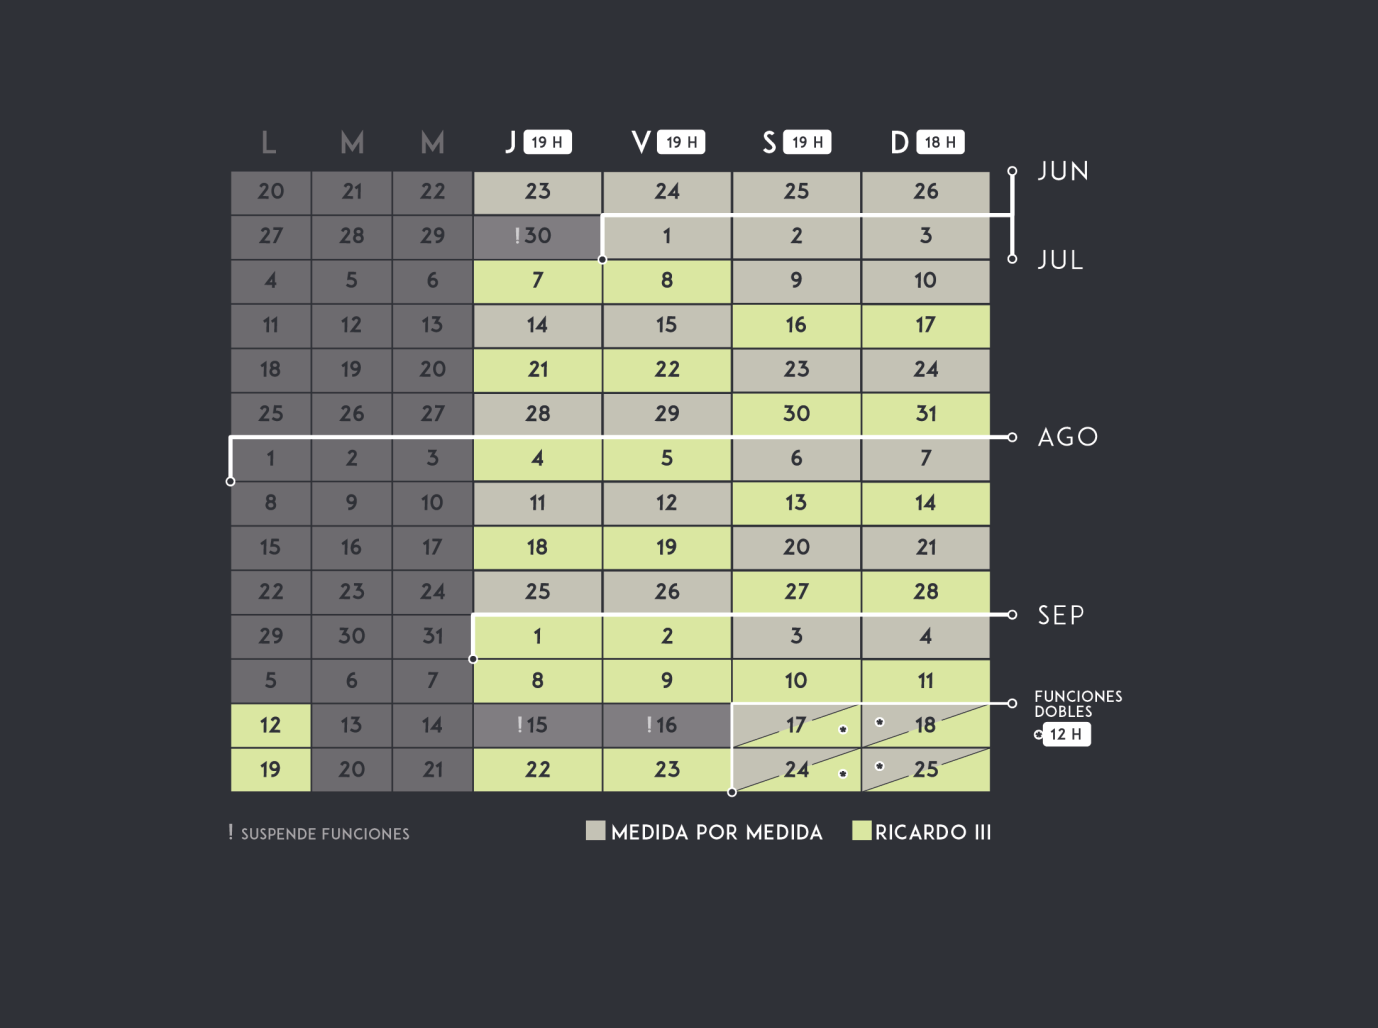 L M M J 19 H V 19 H S 19 H D 18 H
JUN
20 21 22 23 24 25 26
27 28 29 !30 1 2 3
JUL
4 5 6 7 8 9 10
11 12 13 14 15 16 17
18 19 20 21 22 23 24
25 26 27 28 29 30 31
AGO
1 2 3 4 5 6 7
8 9 10 11 12 13 14
15 16 17 18 19 20 21
22 23 24 25 26 27 28
SEP
29 30 31 1 2 3 4
5 6 7 8 9 10 11
FUNCIONES
DOBLES
12 H
12 13 14 !15 !16 17 18
19 20 21 22 23 24 25
! SUSPENDE FUNCIONES
MEDIDA POR MEDIDA
RICARDO III